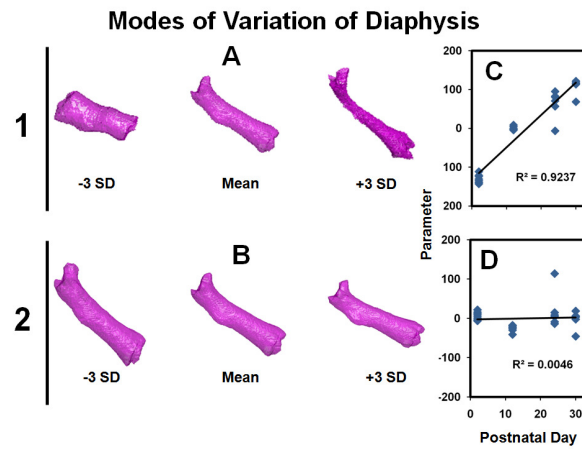 Modes of Variation of Diaphysis
A
1
-3 SD
Mean
+3 SD
B
2
-3 SD
Mean
+3 SD
Parameter
C
200
100
0
100
200
R² = 0.9237
D
200
100
0
-100
-200
R² = 0.0046
0 10 20 30
Postnatal Day